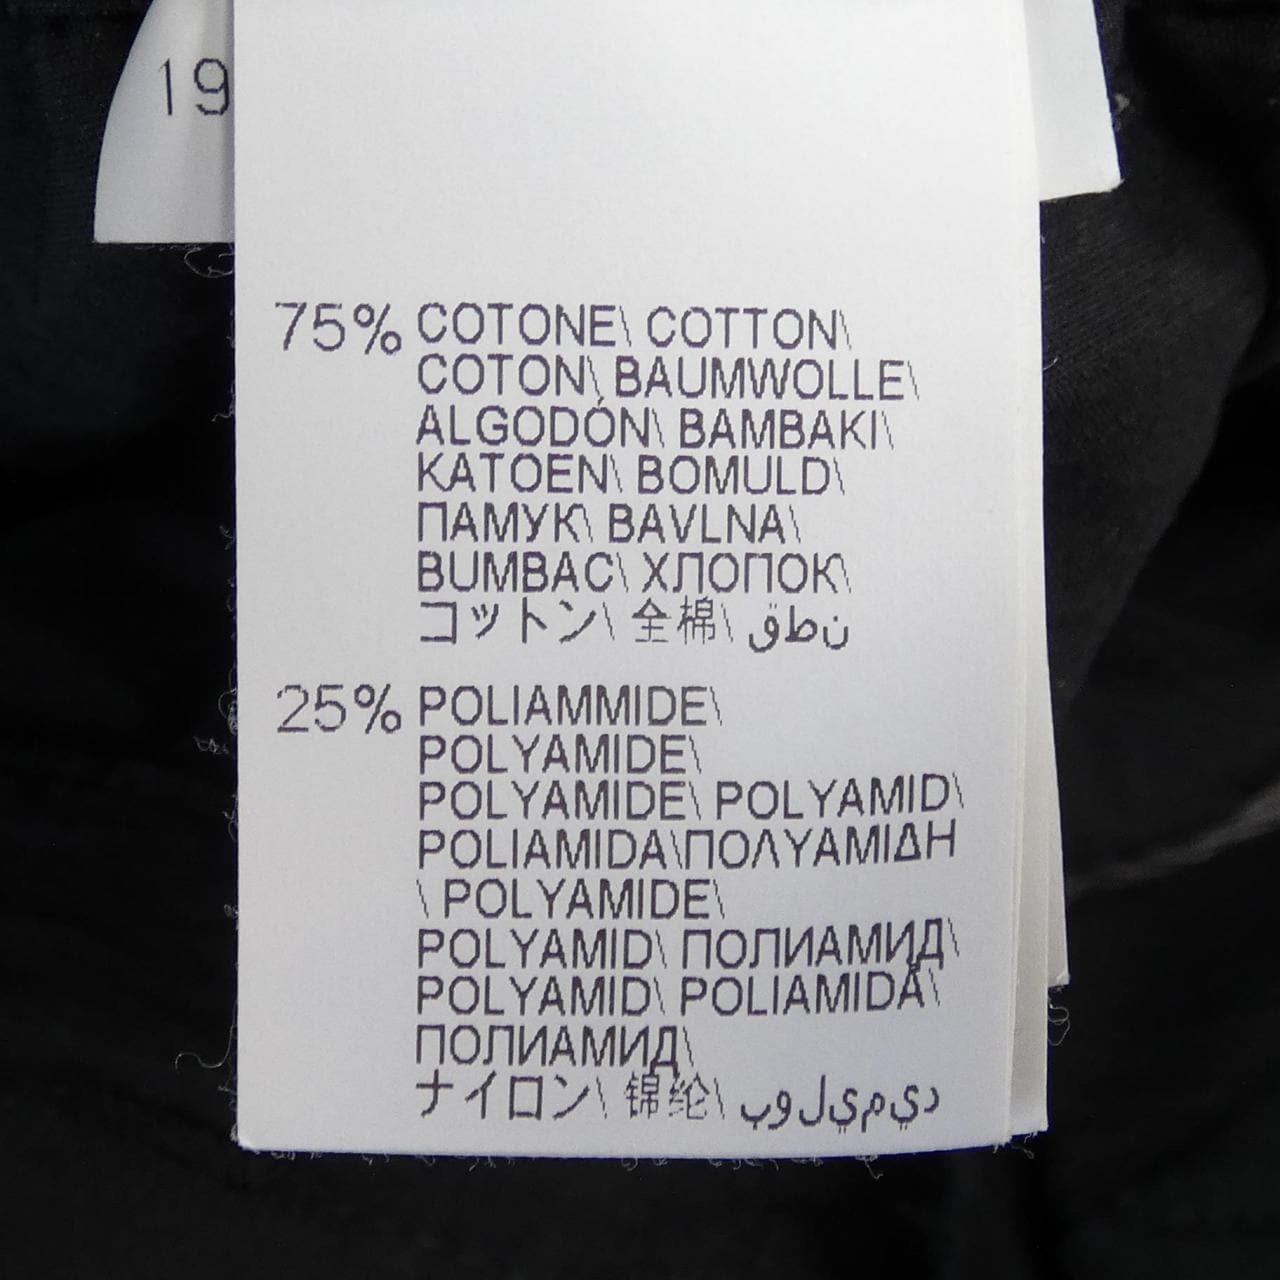 19
75% COTONE\ COTTON\
COTON\ BAUMWOLLE\
ALGODÓN\ BAMBAKI\
KATOEN\ BOMULD\
ПАМУК\ BAVLNA\
BUMBAC\ ХЛОПОК\
コットン\ 全棉\ قطن
25% POLIAMMIDE\
POLYAMIDE\
POLYAMIDE\ POLYAMID\
POLIAMIDA\ΠΟΛΥΑΜΙΔΗ
\ POLYAMIDE\
POLYAMID\ ПОЛИАМИД\
POLYAMID\ POLIAMIDĂ\
ПОЛИАМИД\
ナイロン\ 锦纶\ بوليميد